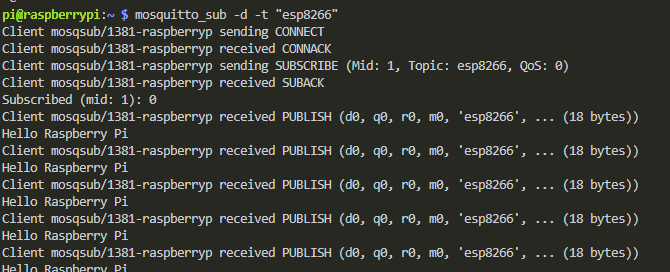 pi@raspberrypi:~ $ mosquitto_sub -d -t "esp8266"
Client mosqsub/1381-raspberryp sending CONNECT
Client mosqsub/1381-raspberryp received CONNACK
Client mosqsub/1381-raspberryp sending SUBSCRIBE (Mid: 1, Topic: esp8266, QoS: 0)
Client mosqsub/1381-raspberryp received SUBACK
Subscribed (mid: 1): 0
Client mosqsub/1381-raspberryp received PUBLISH (d0, q0, r0, m0, 'esp8266', ... (18 bytes))
Hello Raspberry Pi
Client mosqsub/1381-raspberryp received PUBLISH (d0, q0, r0, m0, 'esp8266', ... (18 bytes))
Hello Raspberry Pi
Client mosqsub/1381-raspberryp received PUBLISH (d0, q0, r0, m0, 'esp8266', ... (18 bytes))
Hello Raspberry Pi
Client mosqsub/1381-raspberryp received PUBLISH (d0, q0, r0, m0, 'esp8266', ... (18 bytes))
Hello Raspberry Pi
Client mosqsub/1381-raspberryp received PUBLISH (d0, q0, r0, m0, 'esp8266', ... (18 bytes))
Hello Raspberry Pi